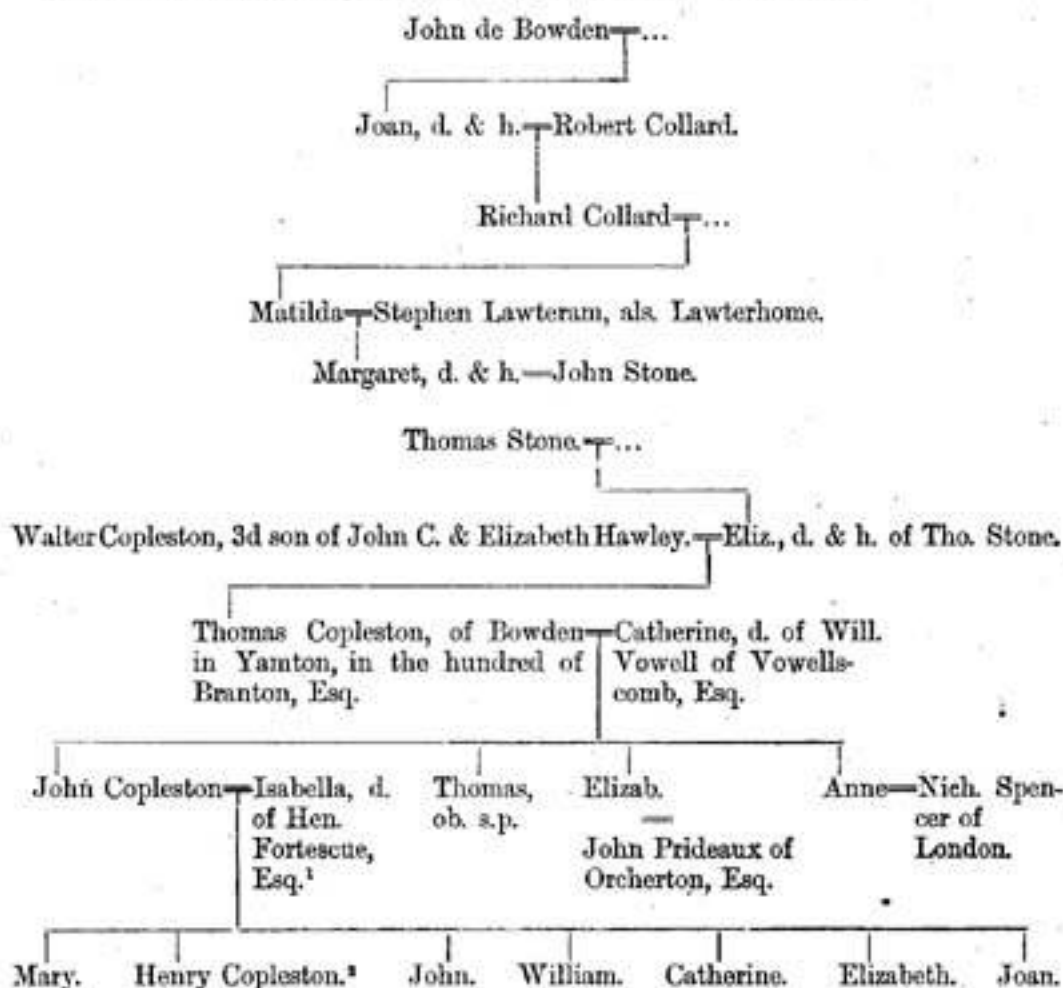 John de Bowden=...
Joan, d. & h.=Robert Collard.
Richard Collard=...
Matilda=Stephen Lawteram, als. Lawterhome.
Margaret, d. & h.=John Stone.
Thomas Stone.=...
Walter Copleston, 3d son of John C. & Elizabeth Hawley.=Eliz., d. & h. of Tho. Stone.
Thomas Copleston, of Bowden=Catherine, d. of Will.
in Yamton, in the hundred of Vowell of Vowells-
Branton, Esq. comb, Esq.
John Copleston=Isabella, d. Thomas, Elizab. Anne=Nich. Spen-
of Hen. ob. s.p. = cer of
Fortescue, John Prideaux of London.
Esq.¹ Orcherton, Esq.
Mary. Henry Copleston.² John. William. Catherine. Elizabeth. Joan.